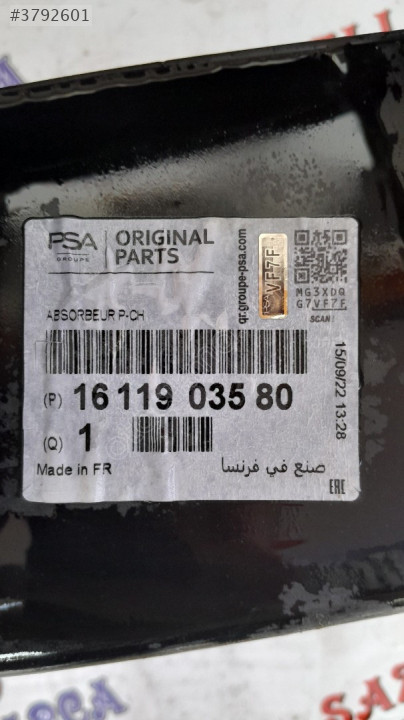 #3792601
PSA
GROUPE
ORIGINAL
PARTS
qr.groupe-psa.com
VF7F
MG3XDQ
G7VF7F
SCAN!
ABSORBEUR P-CH
15/09/22 13:28
(P) 16 119 035 80
(Q) 1
Made in FR
صنع في فرنسا
EAC